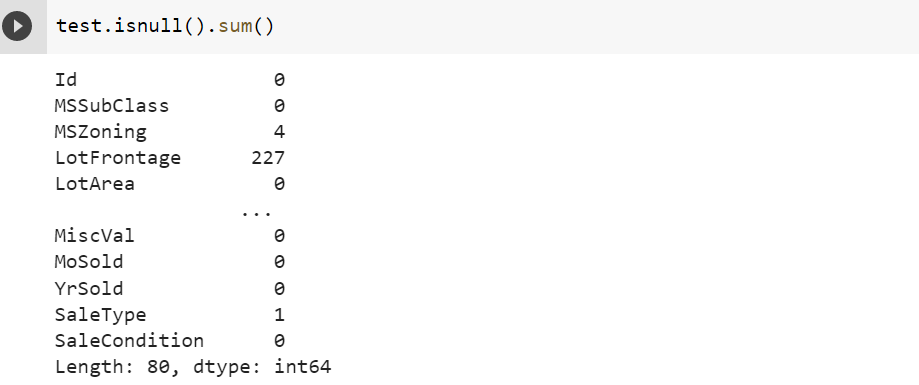 test.isnull().sum()
Id 0
MSSubClass 0
MSZoning 4
LotFrontage 227
LotArea 0
...
MiscVal 0
MoSold 0
YrSold 0
SaleType 1
SaleCondition 0
Length: 80, dtype: int64